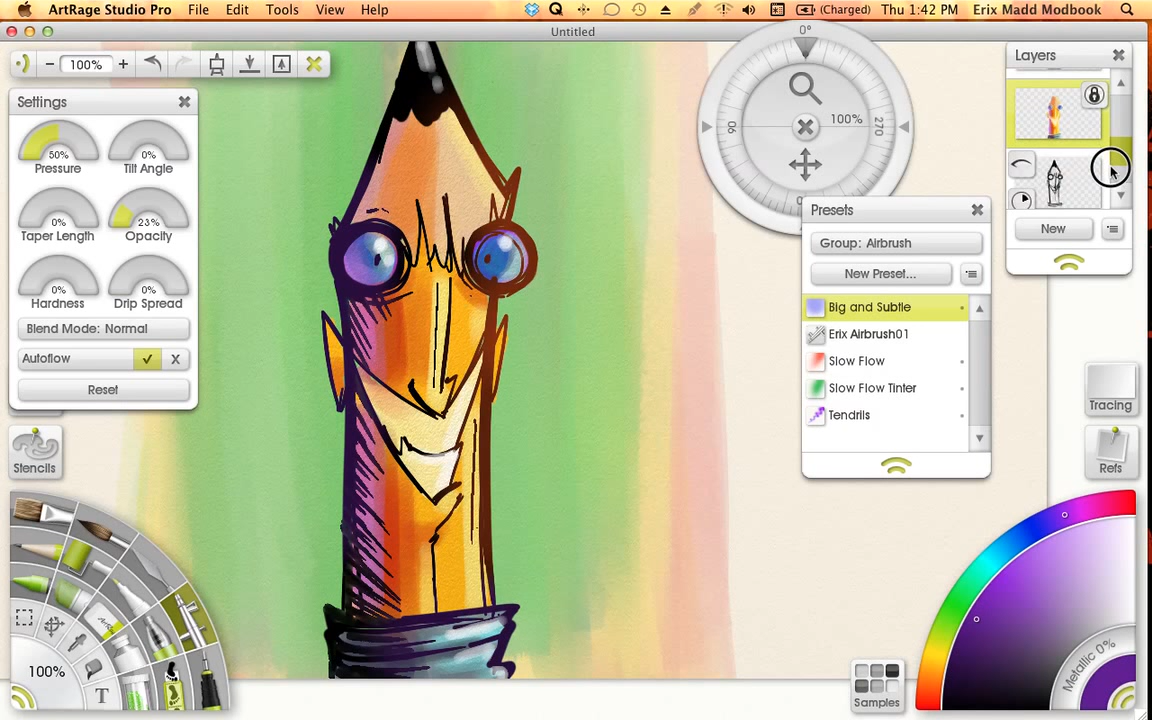 ArtRage Studio Pro File Edit Tools View Help (Charged) Thu 1:42 PM Erix Madd Modbook
Untitled
100%
Settings
50% 0%
Pressure Tilt Angle
0% 23%
Taper Length Opacity
0% 0%
Hardness Drip Spread
Blend Mode: Normal
Autoflow ✓ X
Reset
Stencils
100%
T
0°
100%
90 270
Presets
Group: Airbrush
New Preset...
Big and Subtle
Erix Airbrush01
Slow Flow
Slow Flow Tinter
Tendrils
Layers
New
Tracing
Refs
Samples
Metallic 0%